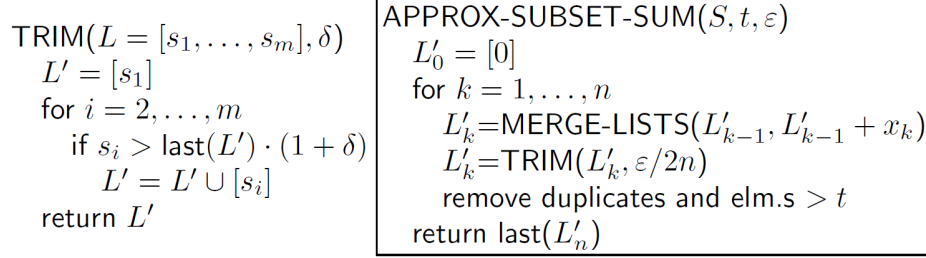 TRIM(L = [s₁, . . . , sₘ], δ)
L′ = [s₁]
for i = 2, . . . , m
if sᵢ > last(L′) · (1 + δ)
L′ = L′ ∪ [sᵢ]
return L′
APPROX-SUBSET-SUM(S, t, ε)
L′₀ = [0]
for k = 1, . . . , n
L′ₖ=MERGE-LISTS(L′ₖ₋₁, L′ₖ₋₁ + xₖ)
L′ₖ=TRIM(L′ₖ, ε/2n)
remove duplicates and elm.s > t
return last(L′ₙ)